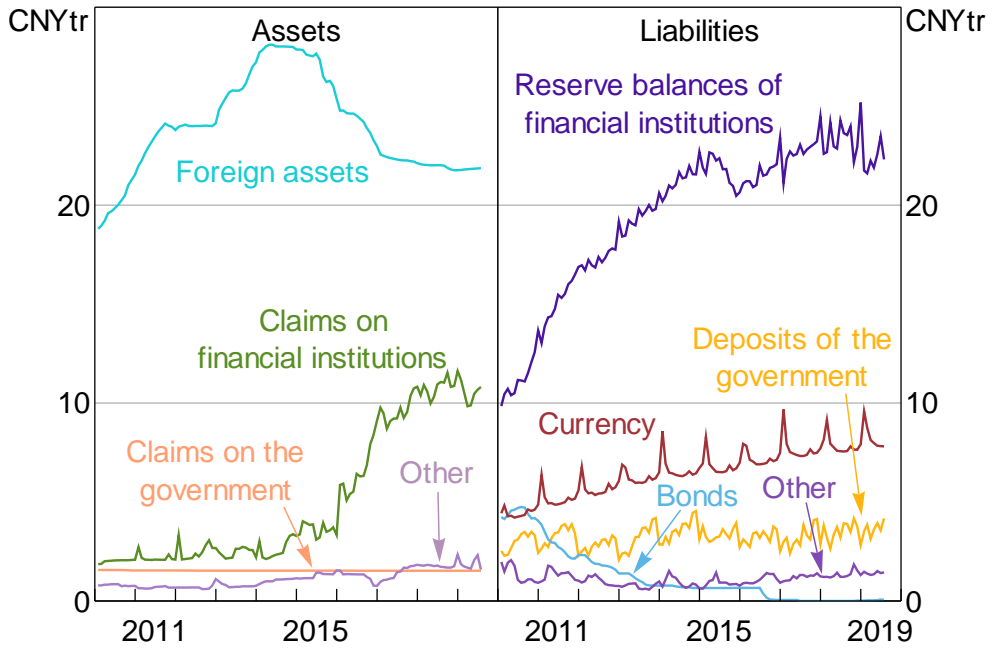 CNYtr
Assets
Liabilities
CNYtr
Reserve balances of
financial institutions
Foreign assets
20
20
Claims on
financial institutions
Deposits of the
government
10
10
Currency
Claims on the
government
Other
Bonds
Other
0
0
2011
2015
2011
2015
2019